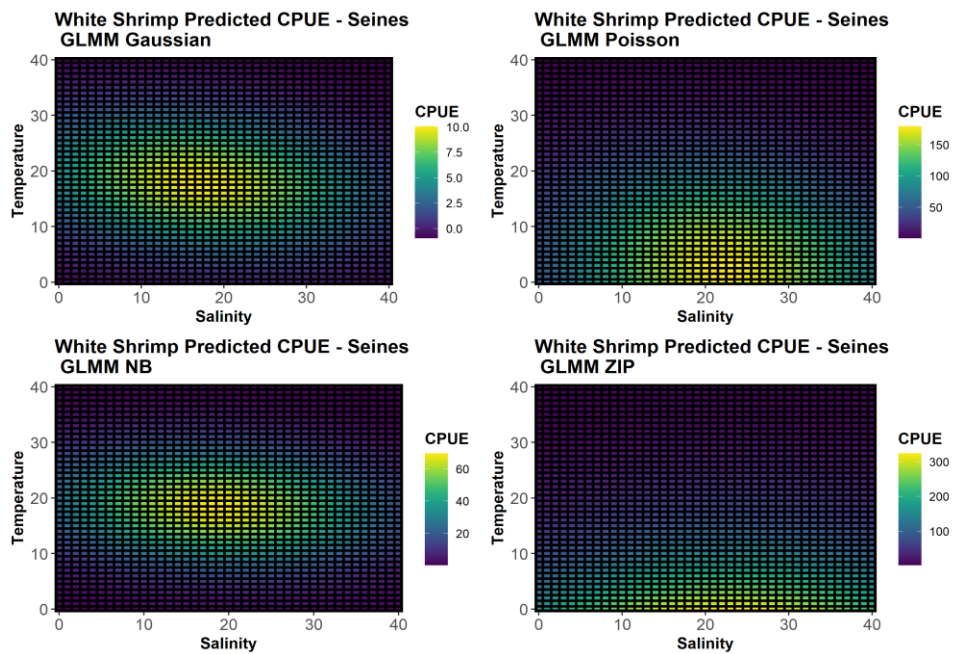 White Shrimp Predicted CPUE - Seines
GLMM Gaussian
40
30
20
10
0
Temperature
0 10 20 30 40
Salinity
CPUE
10.0
7.5
5.0
2.5
0.0
White Shrimp Predicted CPUE - Seines
GLMM Poisson
40
30
20
10
0
Temperature
0 10 20 30 40
Salinity
CPUE
150
100
50
White Shrimp Predicted CPUE - Seines
GLMM NB
40
30
20
10
0
Temperature
0 10 20 30 40
Salinity
CPUE
60
40
20
White Shrimp Predicted CPUE - Seines
GLMM ZIP
40
30
20
10
0
Temperature
0 10 20 30 40
Salinity
CPUE
300
200
100